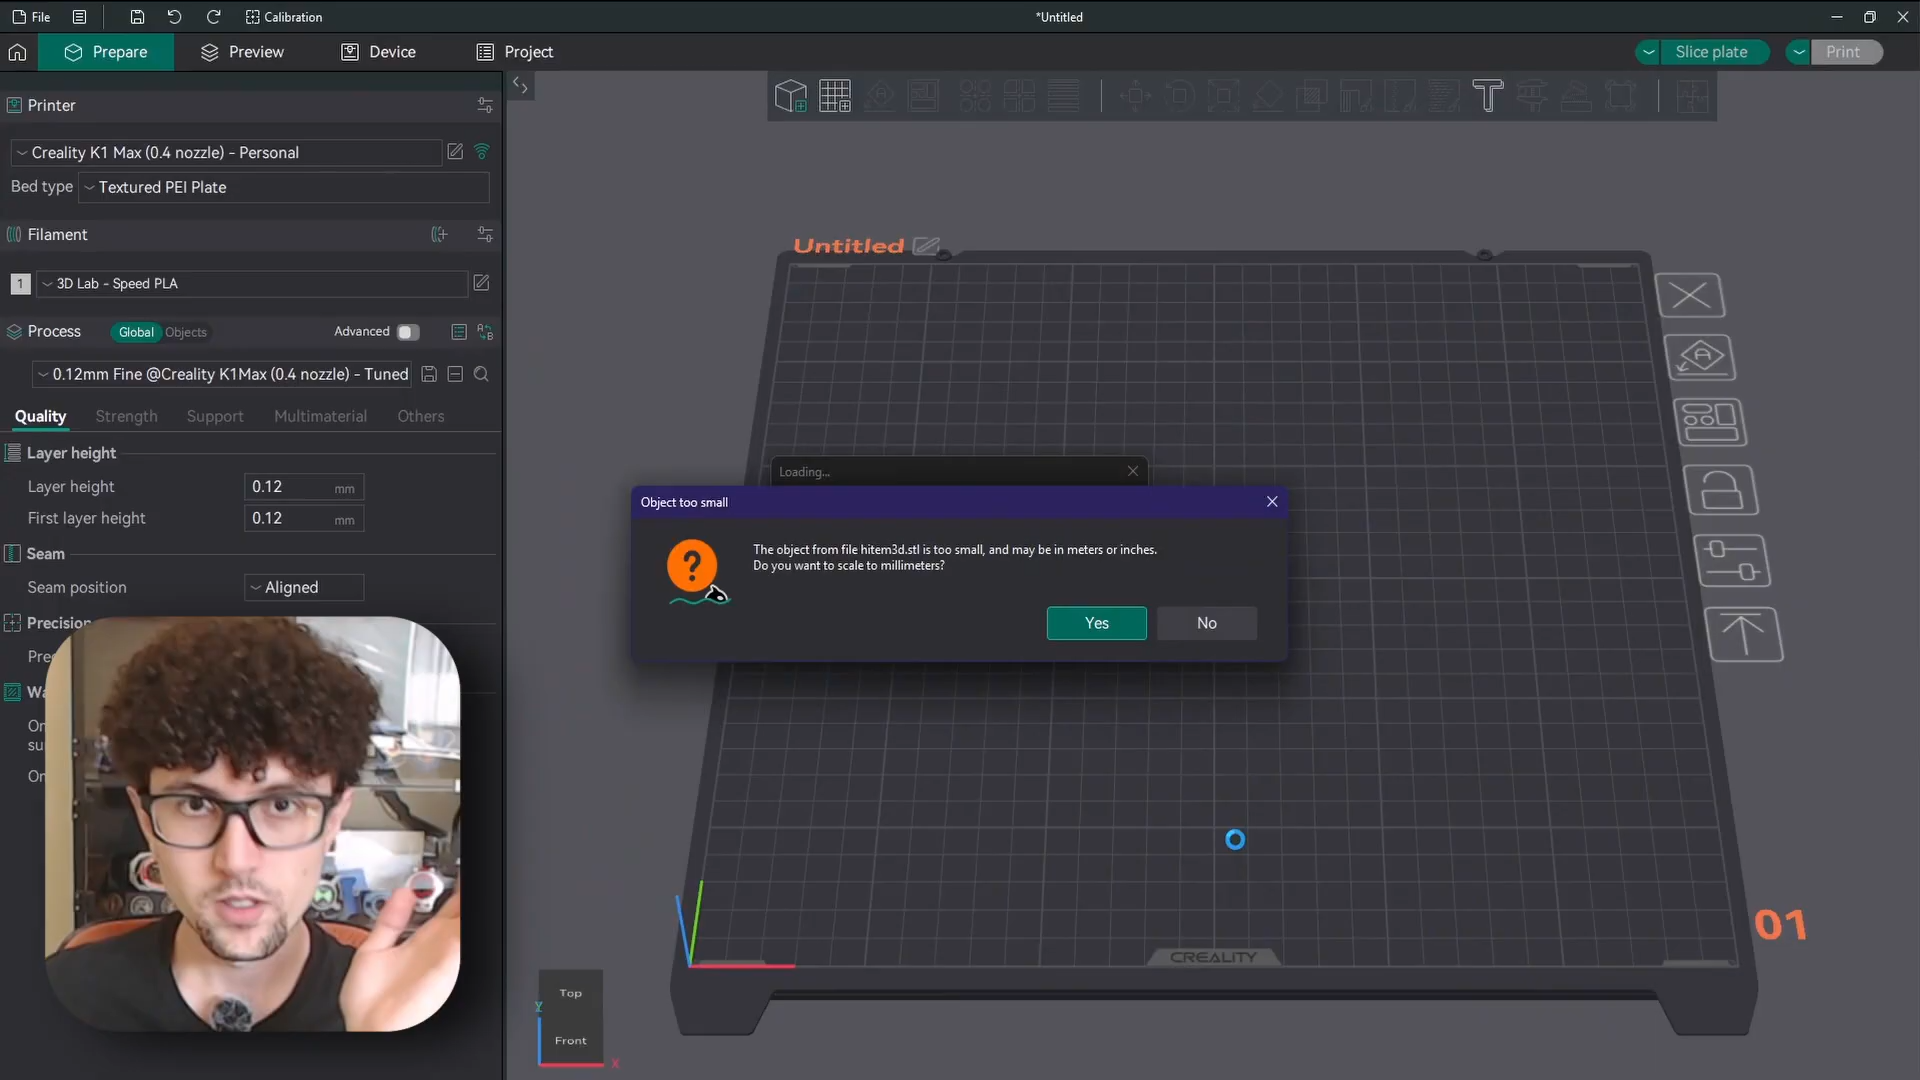 File
Calibration
*Untitled
Prepare
Preview
Device
Project
Slice plate
Print
Printer
Creality K1 Max (0.4 nozzle) - Personal
Bed type
Textured PEI Plate
Filament
1
3D Lab - Speed PLA
Process
Global
Objects
Advanced
0.12mm Fine @Creality K1Max (0.4 nozzle) - Tuned
Quality
Strength
Support
Multimaterial
Others
Layer height
Layer height
0.12
mm
First layer height
0.12
mm
Seam
Seam position
Aligned
Precision
Prec
Wa
On
su
On
Untitled
Loading...
Object too small
The object from file hitem3d.stl is too small, and may be in meters or inches.
Do you want to scale to millimeters?
Yes
No
CREALITY
01
Top
Front
Y
X